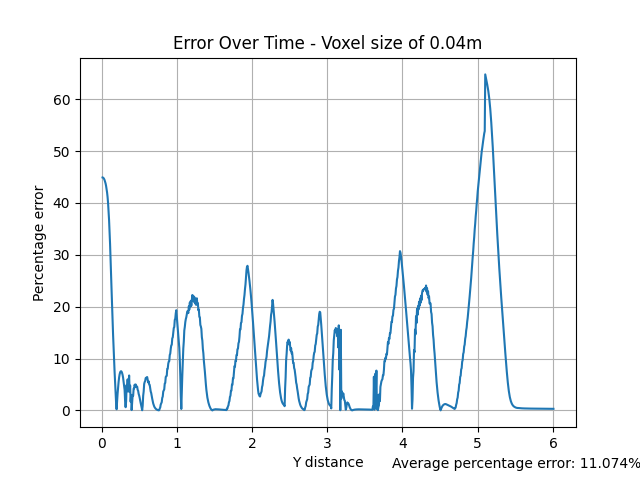 Error Over Time - Voxel size of 0.04m
Percentage error
60
50
40
30
20
10
0
0 1 2 3 4 5 6
Y distance
Average percentage error: 11.074%